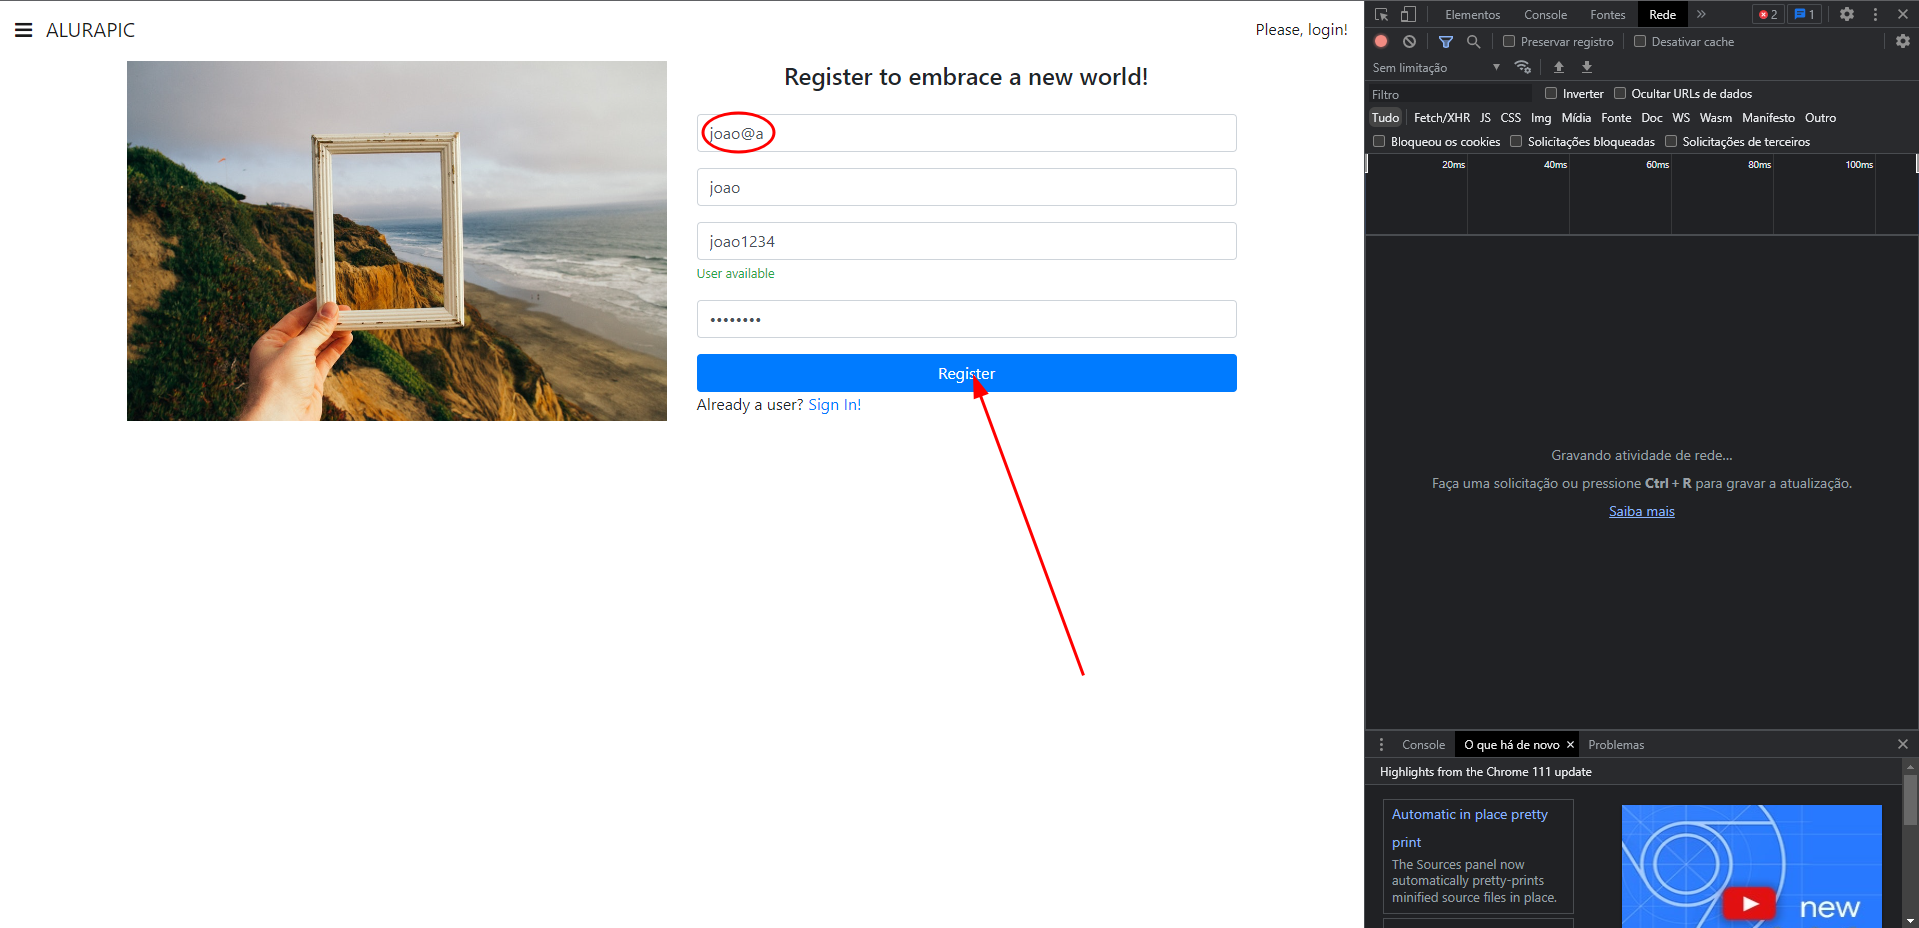 ALURAPIC
Please, login!
Register to embrace a new world!
joao@a
joao
joao1234
User available
••••••••
Register
Already a user? Sign In!
Elementos Console Fontes Rede » 2 1
Preservar registro Desativar cache
Sem limitação
Filtro Inverter Ocultar URLs de dados
Tudo Fetch/XHR JS CSS Img Mídia Fonte Doc WS Wasm Manifesto Outro
Bloqueou os cookies Solicitações bloqueadas Solicitações de terceiros
20ms 40ms 60ms 80ms 100ms
Gravando atividade de rede...
Faça uma solicitação ou pressione Ctrl + R para gravar a atualização.
Saiba mais
Console O que há de novo Problemas
Highlights from the Chrome 111 update
Automatic in place pretty
print
The Sources panel now
automatically pretty-prints
minified source files in place.
new